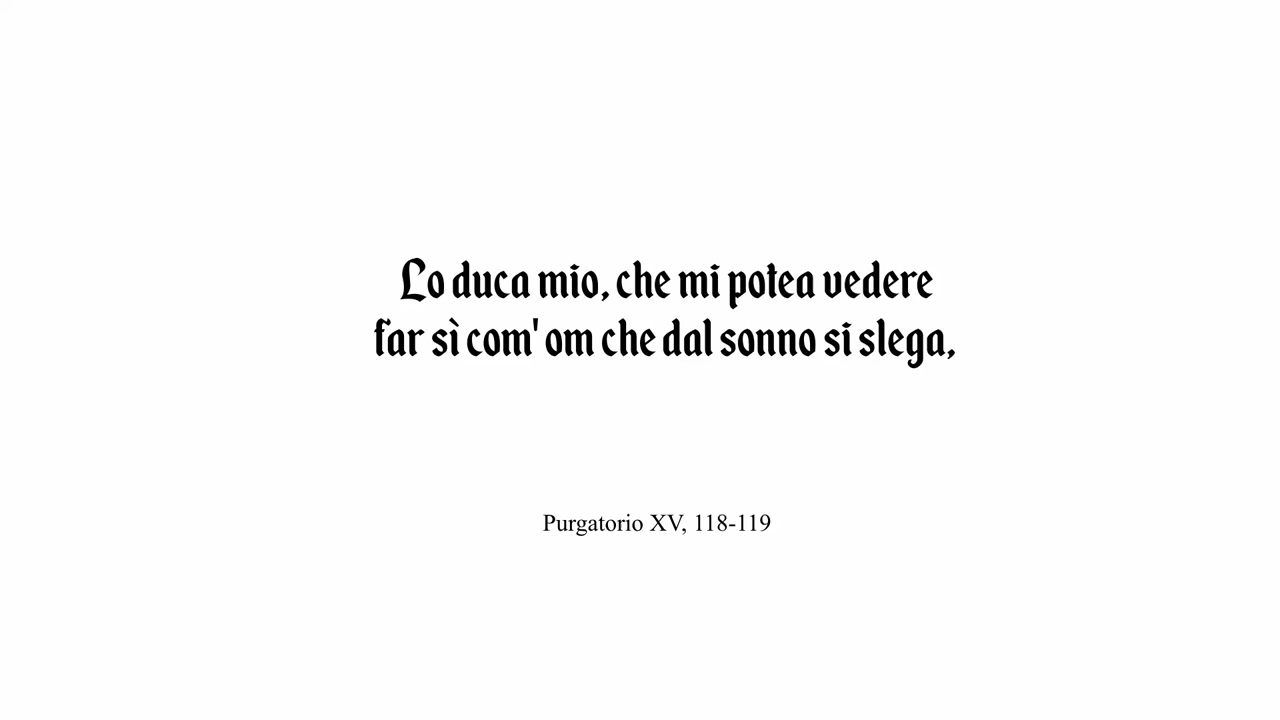 Lo duca mio, che mi potea vedere
far sì com' om che dal sonno si slega,
Purgatorio XV, 118-119